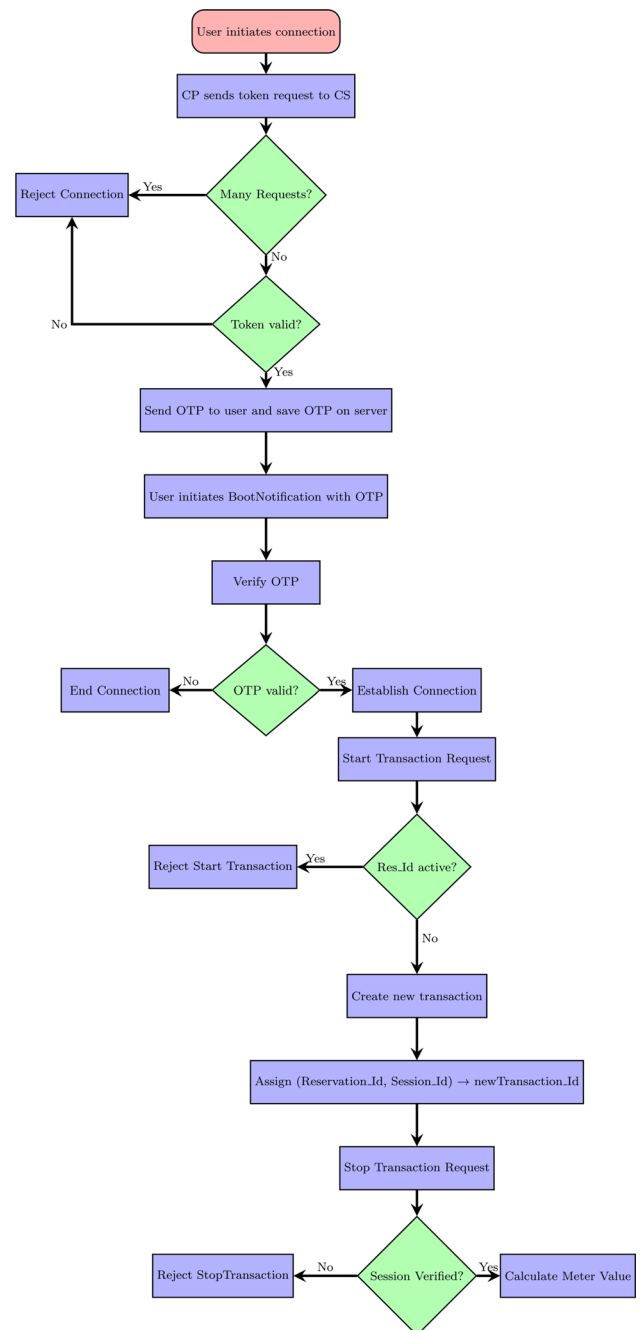 User initiates connection
CP sends token request to CS
Many Requests?
Yes
Reject Connection
No
Token valid?
No
Yes
Send OTP to user and save OTP on server
User initiates BootNotification with OTP
Verify OTP
End Connection
No
OTP valid?
Yes
Establish Connection
Start Transaction Request
Reject Start Transaction
Yes
Res_Id active?
No
Create new transaction
Assign (Reservation_Id, Session_Id) → newTransaction_Id
Stop Transaction Request
Reject StopTransaction
No
Session Verified?
Yes
Calculate Meter Value